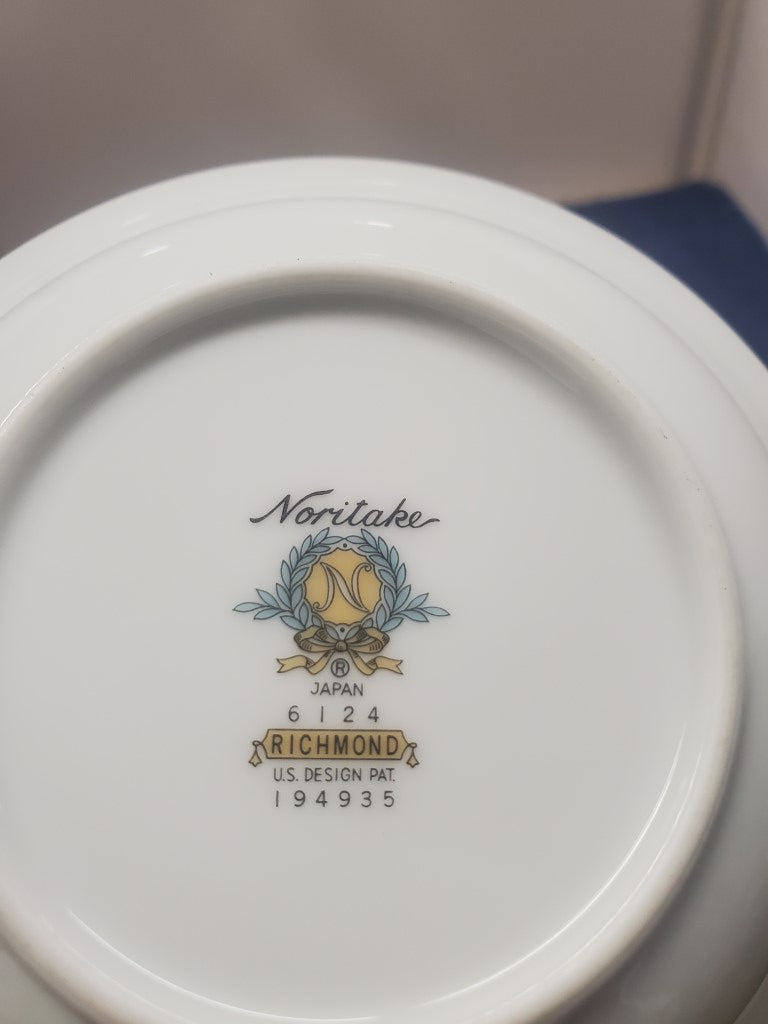 Noritake
N
®
JAPAN
6124
RICHMOND
U.S. DESIGN PAT.
194935